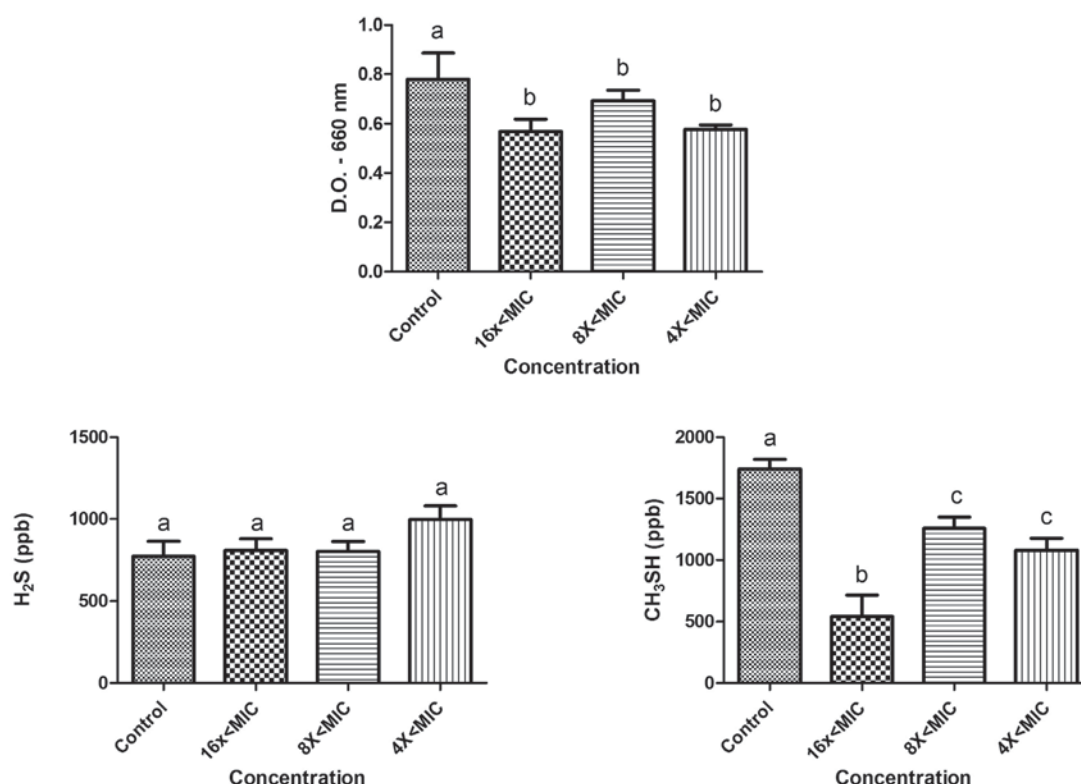 1.0
0.8
0.6
0.4
0.2
0.0
D.O. - 660 nm
a
b
b
b
Control
16x<MIC
8X<MIC
4X<MIC
Concentration
1500
1000
500
0
H₂S (ppb)
a
a
a
a
Control
16x<MIC
8X<MIC
4X<MIC
Concentration
2000
1500
1000
500
0
CH₃SH (ppb)
a
b
c
c
Control
16x<MIC
8X<MIC
4X<MIC
Concentration